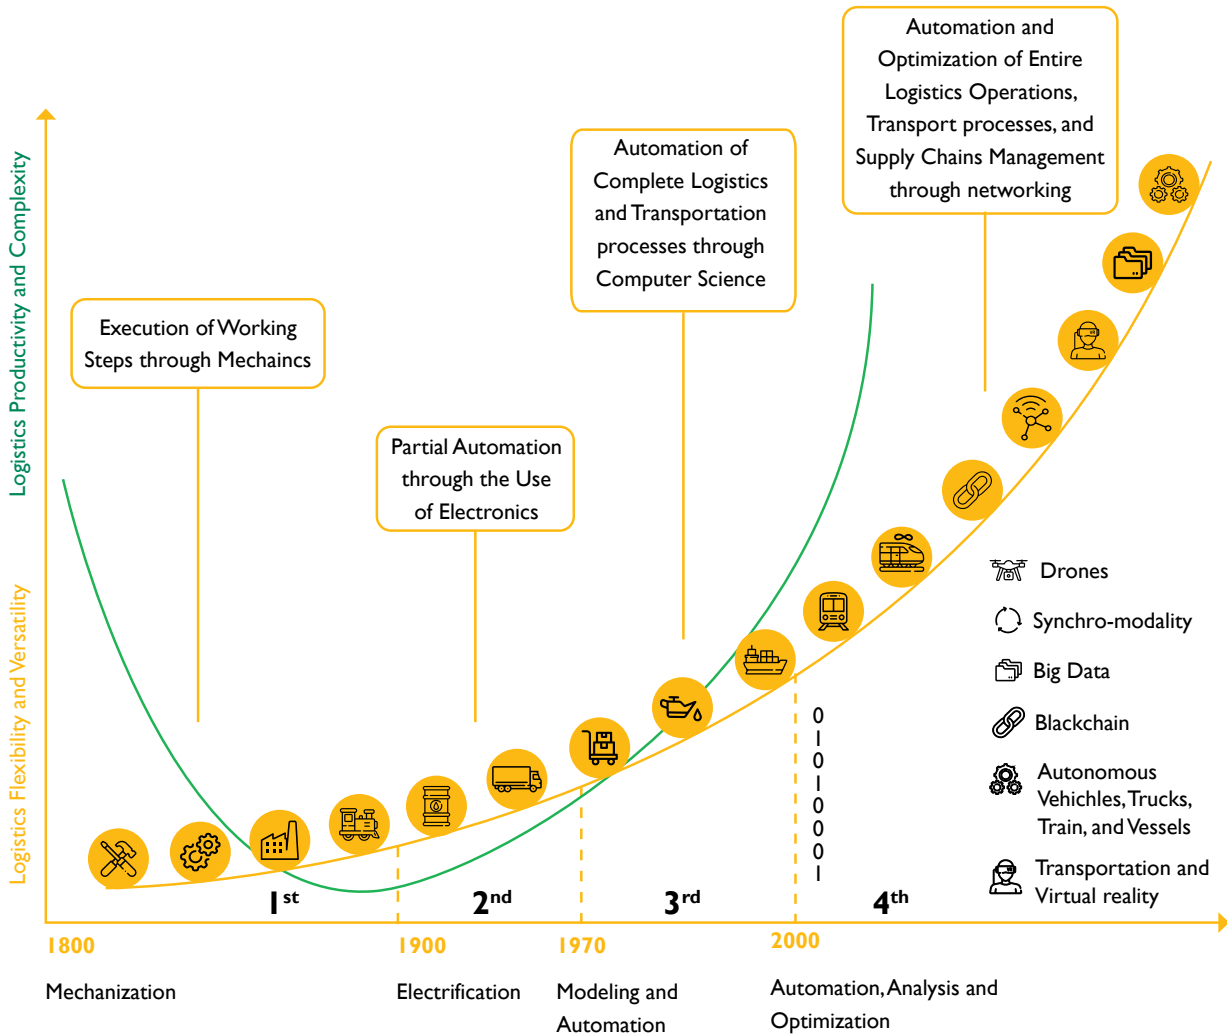 Automation and
Optimization of Entire
Logistics Operations,
Transport processes, and
Supply Chains Management
through networking
Automation of
Complete Logistics
and Transportation
processes through
Computer Science
Execution of Working
Steps through Mechaincs
Partial Automation
through the Use
of Electronics
Logistics Productivity and Complexity
Logistics Flexibility and Versatility
VR
Drones
Synchro-modality
Big Data
Blackchain
Autonomous
Vehichles, Trucks,
Train, and Vessels
Transportation and
Virtual reality
0
1
0
1
0
1
0
0
0
0
1
1st
2nd
3rd
4th
1800
1900
1970
2000
Mechanization
Electrification
Modeling and
Automation
Automation, Analysis and
Optimization